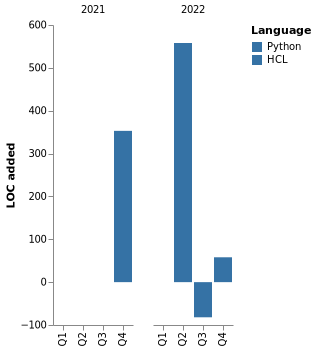 2021
2022
Language
Python
HCL
LOC added
600
500
400
300
200
100
0
−100
Q1
Q2
Q3
Q4
Q1
Q2
Q3
Q4